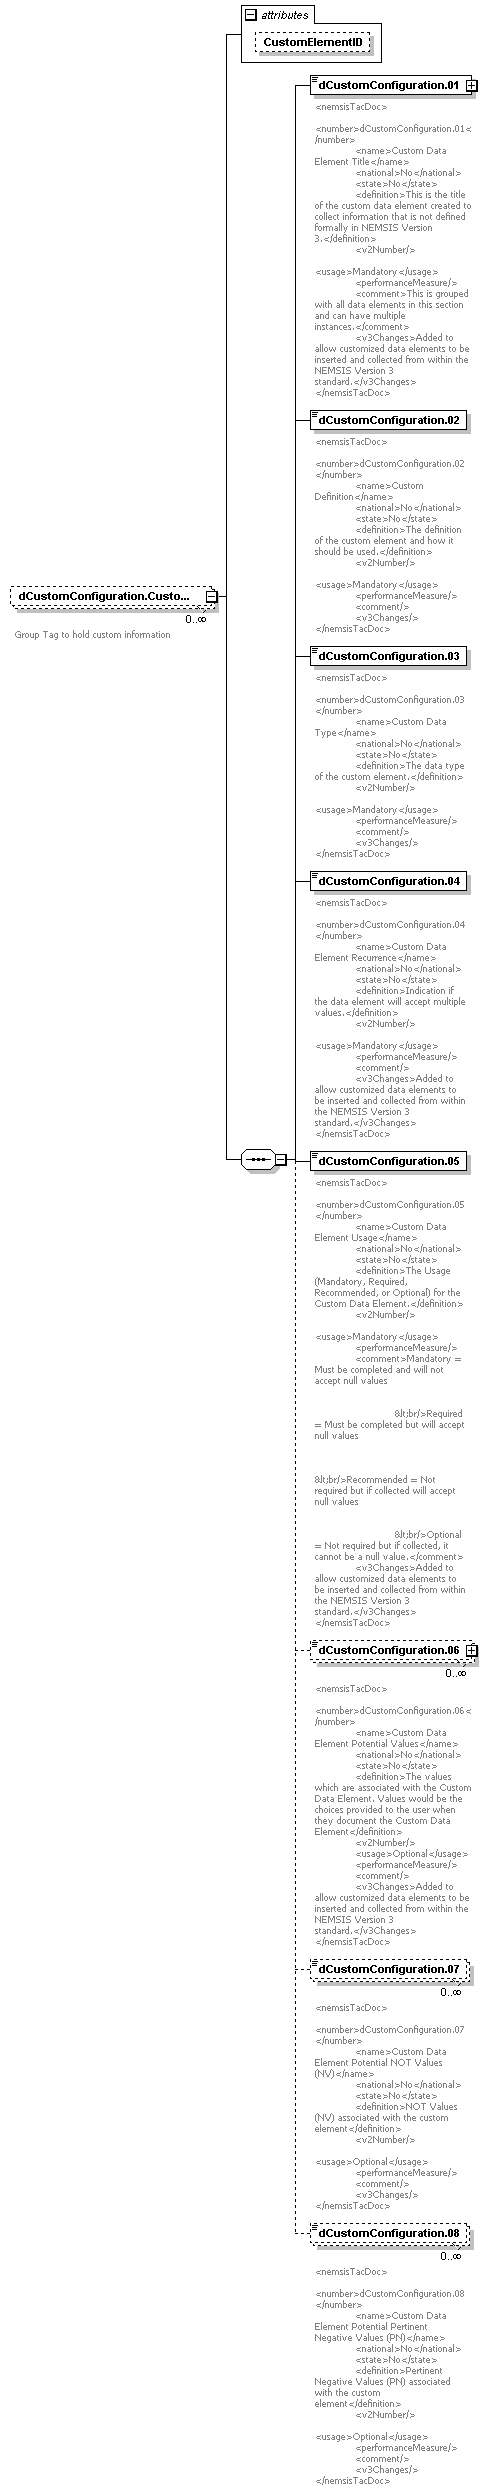 attributes
CustomElementID
dCustomConfiguration.01
<nemsisTacDoc>
<number>dCustomConfiguration.01<
/number>
<name>Custom Data
Element Title</name>
<national>No</national>
<state>No</state>
<definition>This is the title
of the custom data element created to
collect information that is not defined
formally in NEMSIS Version
3.</definition>
<v2Number/>
<usage>Mandatory</usage>
<performanceMeasure/>
<comment>This is grouped
with all data elements in this section
and can have multiple
instances.</comment>
<v3Changes>Added to
allow customized data elements to be
inserted and collected from within the
NEMSIS Version 3
standard.</v3Changes>
</nemsisTacDoc>
dCustomConfiguration.02
<nemsisTacDoc>
<number>dCustomConfiguration.02
</number>
<name>Custom
Definition</name>
<national>No</national>
<state>No</state>
<definition>The definition
of the custom element and how it
should be used.</definition>
<v2Number/>
<usage>Mandatory</usage>
<performanceMeasure/>
<comment/>
<v3Changes/>
</nemsisTacDoc>
dCustomConfiguration.Custo...
0..∞
Group Tag to hold custom information
dCustomConfiguration.03
<nemsisTacDoc>
<number>dCustomConfiguration.03
</number>
<name>Custom Data
Type</name>
<national>No</national>
<state>No</state>
<definition>The data type
of the custom element.</definition>
<v2Number/>
<usage>Mandatory</usage>
<performanceMeasure/>
<comment/>
<v3Changes/>
</nemsisTacDoc>
dCustomConfiguration.04
<nemsisTacDoc>
<number>dCustomConfiguration.04
</number>
<name>Custom Data
Element Recurrence</name>
<national>No</national>
<state>No</state>
<definition>Indication if
the data element will accept multiple
values.</definition>
<v2Number/>
<usage>Mandatory</usage>
<performanceMeasure/>
<comment/>
<v3Changes>Added to
allow customized data elements to
be inserted and collected from within
the NEMSIS Version 3
standard.</v3Changes>
</nemsisTacDoc>
dCustomConfiguration.05
<nemsisTacDoc>
<number>dCustomConfiguration.05
</number>
<name>Custom Data
Element Usage</name>
<national>No</national>
<state>No</state>
<definition>The Usage
(Mandatory, Required,
Recommended, or Optional) for the
Custom Data Element.</definition>
<v2Number/>
<usage>Mandatory</usage>
<performanceMeasure/>
<comment>Mandatory =
Must be completed and will not
accept null values
&lt;br/>Required
= Must be completed but will accept
null values
&lt;br/>Recommended = Not
required but if collected will accept
null values
&lt;br/>Optional
= Not required but if collected, it
cannot be a null value.</comment>
<v3Changes>Added to
allow customized data elements to
be inserted and collected from within
the NEMSIS Version 3
standard.</v3Changes>
</nemsisTacDoc>
dCustomConfiguration.06
0..∞
<nemsisTacDoc>
<number>dCustomConfiguration.06<
/number>
<name>Custom Data
Element Potential Values</name>
<national>No</national>
<state>No</state>
<definition>The values
which are associated with the Custom
Data Element. Values would be the
choices provided to the user when
they document the Custom Data
Element</definition>
<v2Number/>
<usage>Optional</usage>
<performanceMeasure/>
<comment/>
<v3Changes>Added to
allow customized data elements to be
inserted and collected from within the
NEMSIS Version 3
standard.</v3Changes>
</nemsisTacDoc>
dCustomConfiguration.07
0..∞
<nemsisTacDoc>
<number>dCustomConfiguration.07
</number>
<name>Custom Data
Element Potential NOT Values
(NV)</name>
<national>No</national>
<state>No</state>
<definition>NOT Values
(NV) associated with the custom
element</definition>
<v2Number/>
<usage>Optional</usage>
<performanceMeasure/>
<comment/>
<v3Changes/>
</nemsisTacDoc>
dCustomConfiguration.08
0..∞
<nemsisTacDoc>
<number>dCustomConfiguration.08
</number>
<name>Custom Data
Element Potential Pertinent
Negative Values (PN)</name>
<national>No</national>
<state>No</state>
<definition>Pertinent
Negative Values (PN) associated
with the custom
element</definition>
<v2Number/>
<usage>Optional</usage>
<performanceMeasure/>
<comment/>
<v3Changes/>
</nemsisTacDoc>